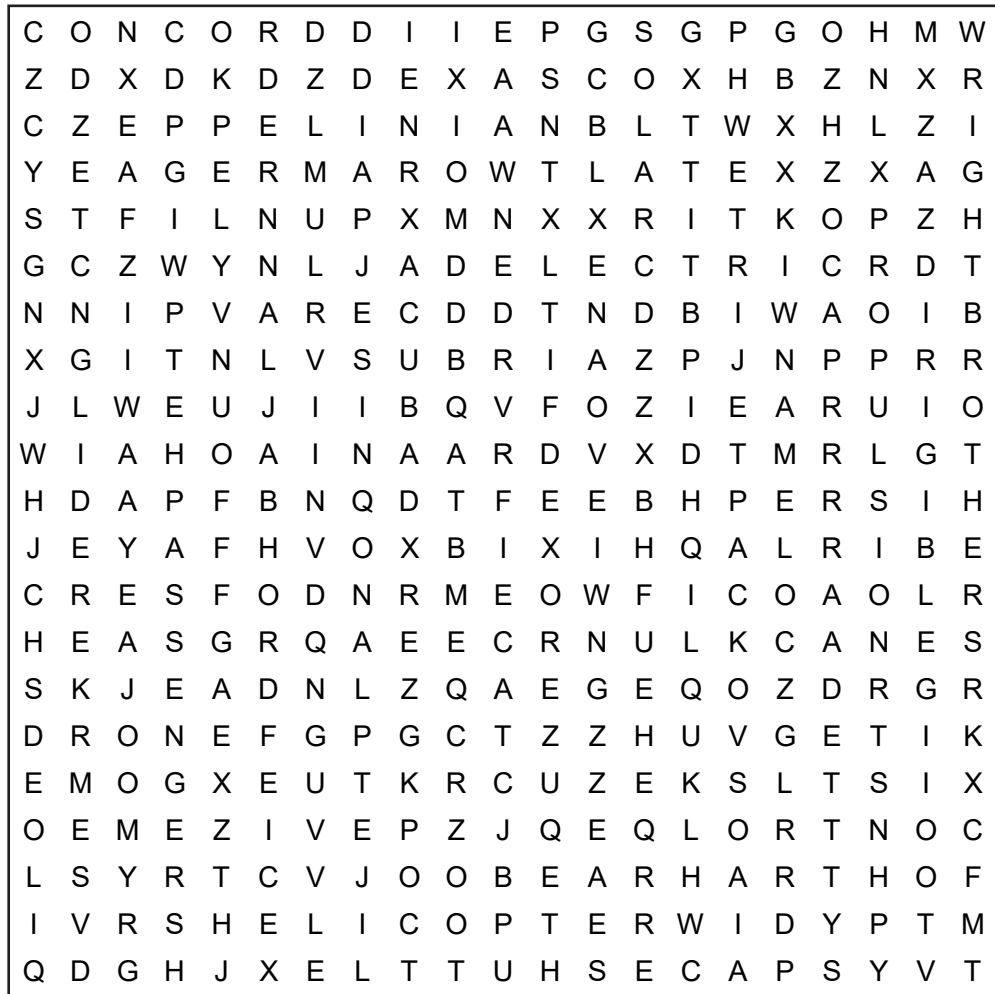 C O N C O R D D I I E P G S G P G O H M W
Z D X D K D Z D E X A S C O X H B Z N X R
C Z E P P E L I N I A N B L T W X H L Z I
Y E A G E R M A R O W T L A T E X Z X A G
S T F I L N U P X M N X X R I T K O P Z H
G C Z W Y N L J A D E L E C T R I C R D T
N N I P V A R E C D D T N D B I W A O I B
X G I T N L V S U B R I A Z P J N P P R R
J L W E U J I I B Q V F O Z I E A R U I O
W I A H O A I N A A R D V X D T M R L G T
H D A P F B N Q D T F E E B H P E R S I H
J E Y A F H V O X B I X I H Q A L R I B E
C R E S F O D N R M E O W F I C O A O L R
H E A S G R Q A E E C R N U L K C A N E S
S K J E A D N L Z Q A E G E Q O Z D R G R
D R O N E F G P G C T Z Z H U V G E T I K
E M O G X E U T K R C U Z E K S L T S I X
O E M E Z I V E P Z J Q E Q L O R T N O C
L S Y R T C V J O O B E A R H A R T H O F
I V R S H E L I C O P T E R W I D Y P T M
Q D G H J X E L T T U H S E C A P S Y V T